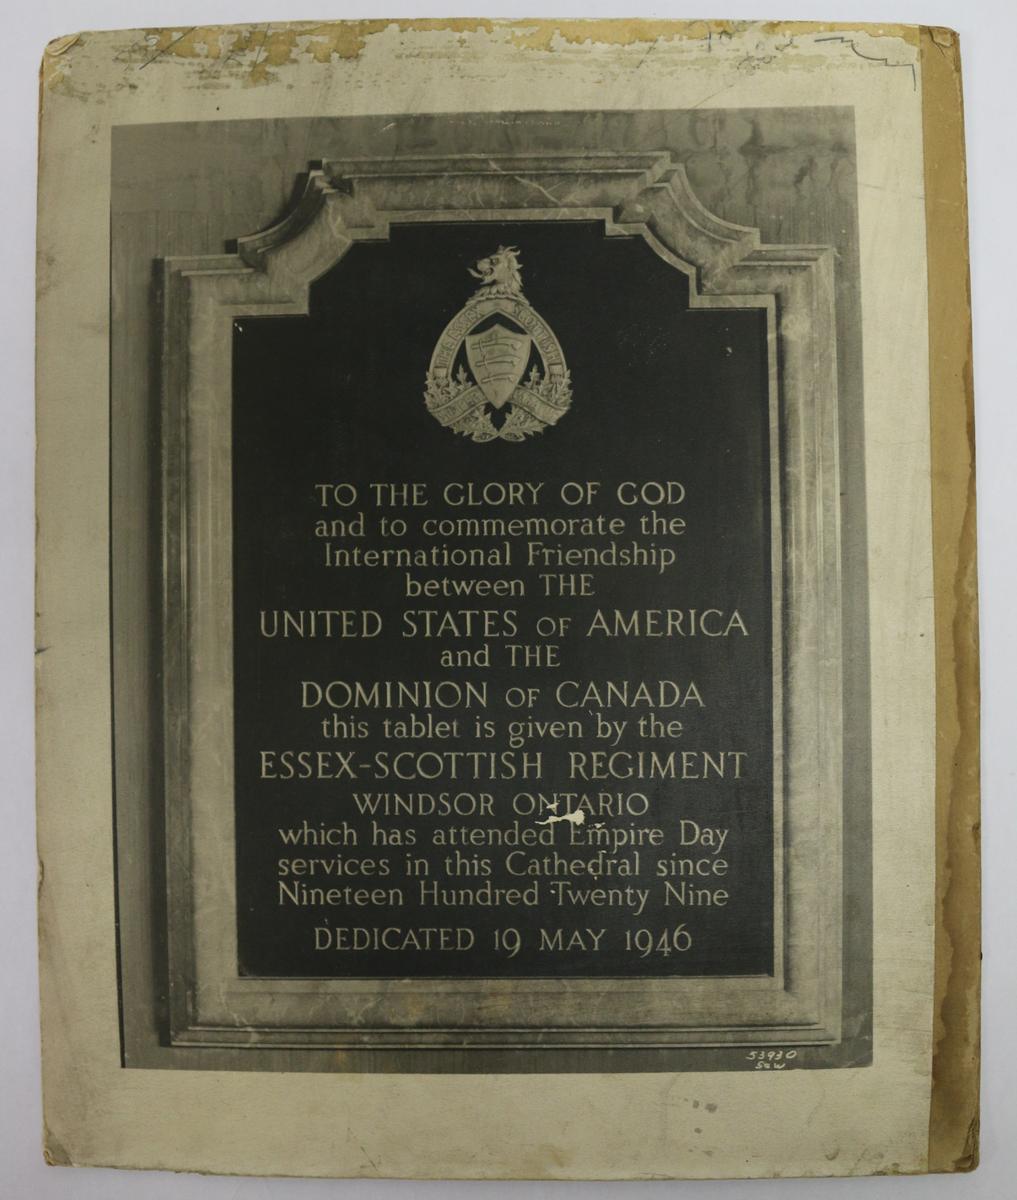 TO THE GLORY OF GOD
and to commemorate the
International Friendship
between THE
UNITED STATES OF AMERICA
and THE
DOMINION OF CANADA
this tablet is given by the
ESSEX-SCOTTISH REGIMENT
WINDSOR ONTARIO
which has attended Empire Day
services in this Cathedral since
Nineteen Hundred Twenty Nine
DEDICATED 19 MAY 1946
53930